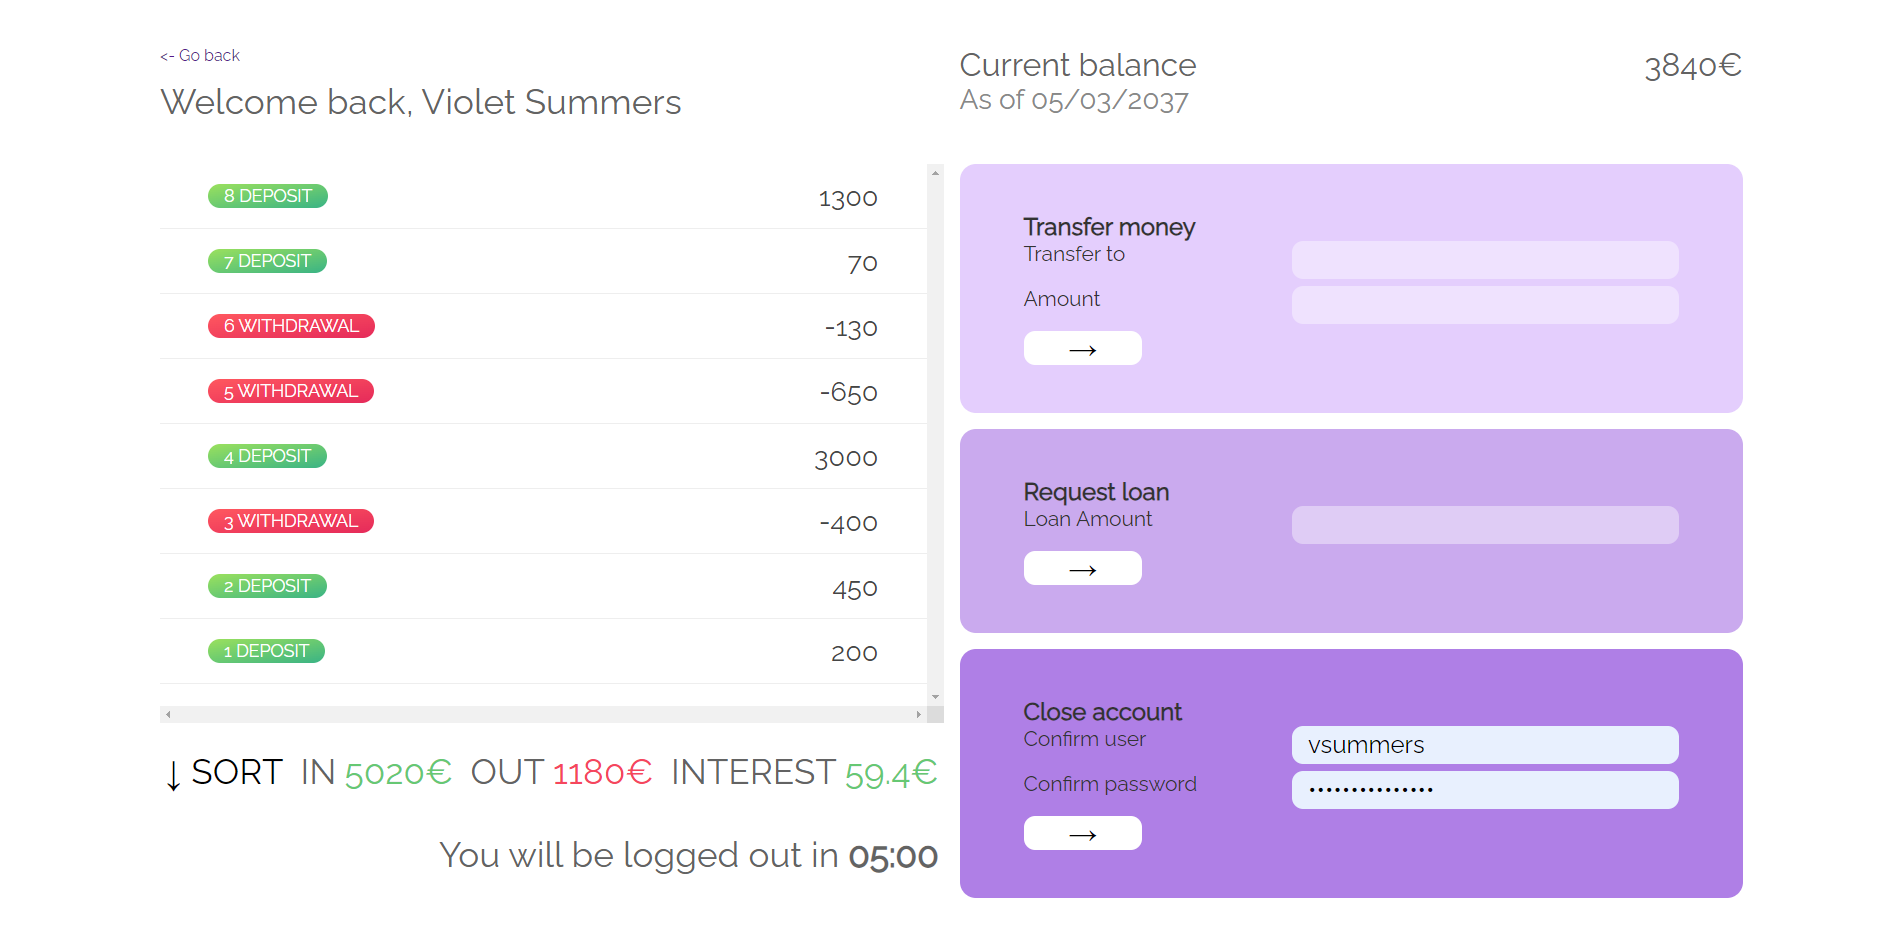 <- Go back
Welcome back, Violet Summers
Current balance 3840€
As of 05/03/2037
8 DEPOSIT 1300
7 DEPOSIT 70
6 WITHDRAWAL -130
5 WITHDRAWAL -650
4 DEPOSIT 3000
3 WITHDRAWAL -400
2 DEPOSIT 450
1 DEPOSIT 200
↓ SORT IN 5020€ OUT 1180€ INTEREST 59.4€
You will be logged out in 05:00
Transfer money
Transfer to
Amount
→
Request loan
Loan Amount
→
Close account
Confirm user vsummers
Confirm password •••••••••••••••
→